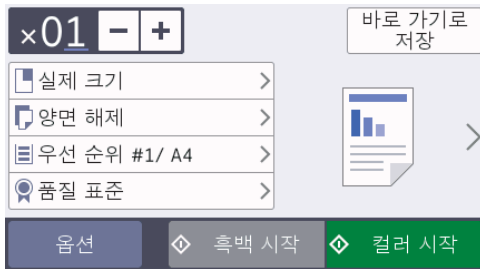 ×01 - +
바로 가기로
저장
실제 크기
양면 해제
우선 순위 #1/ A4
품질 표준
옵션
흑백 시작
컬러 시작